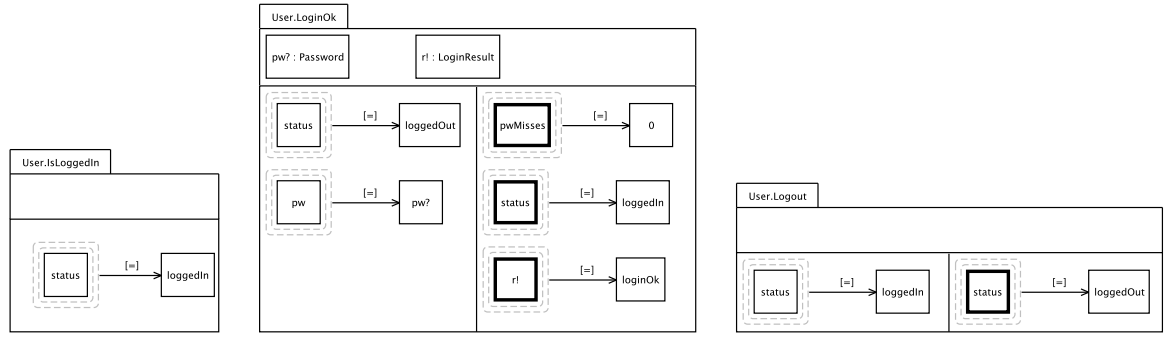 User.IsLoggedIn
status [=] loggedIn
User.LoginOk
pw? : Password
r! : LoginResult
status [=] loggedOut
pw [=] pw?
pwMisses [=] 0
status [=] loggedIn
r! [=] loginOk
User.Logout
status [=] loggedIn
status [=] loggedOut